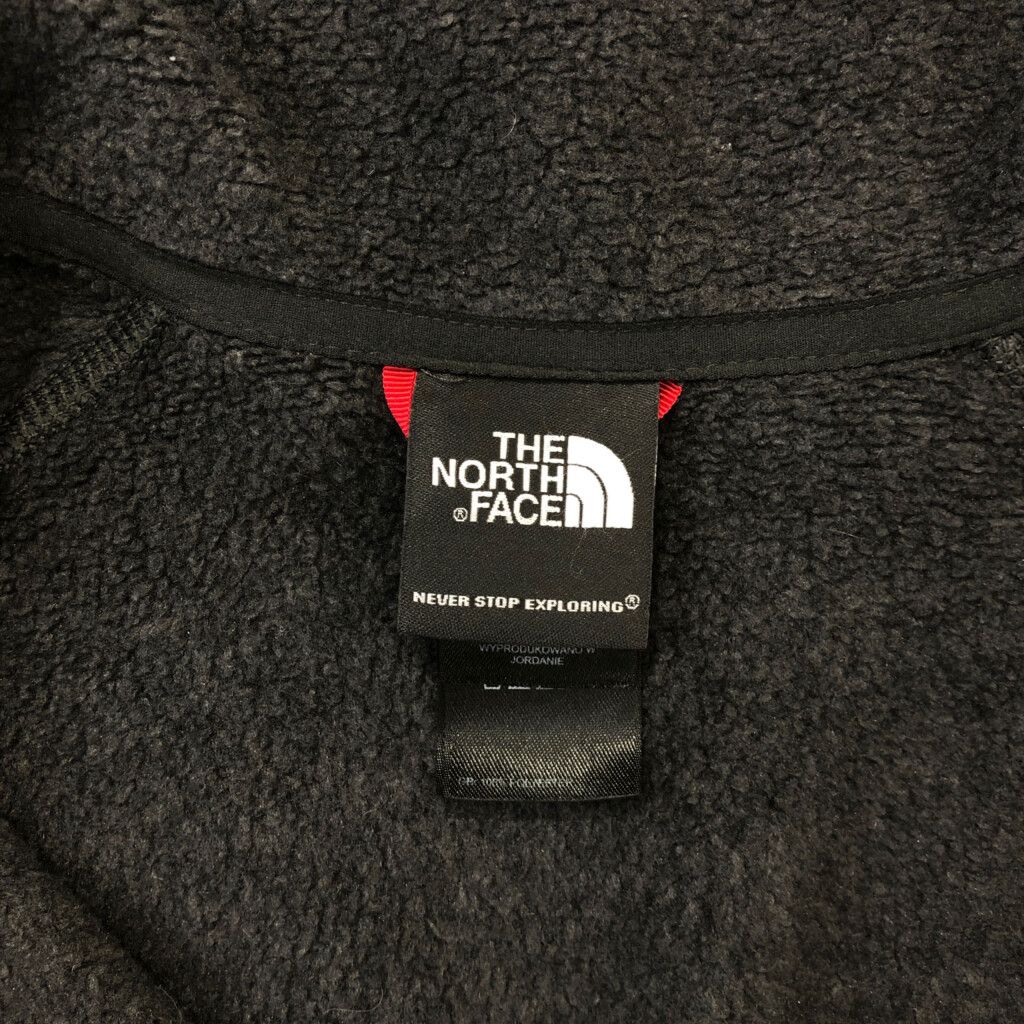 THE
NORTH
® FACE
NEVER STOP EXPLORING®
WYPRODUKOWANO W
JORDANIE